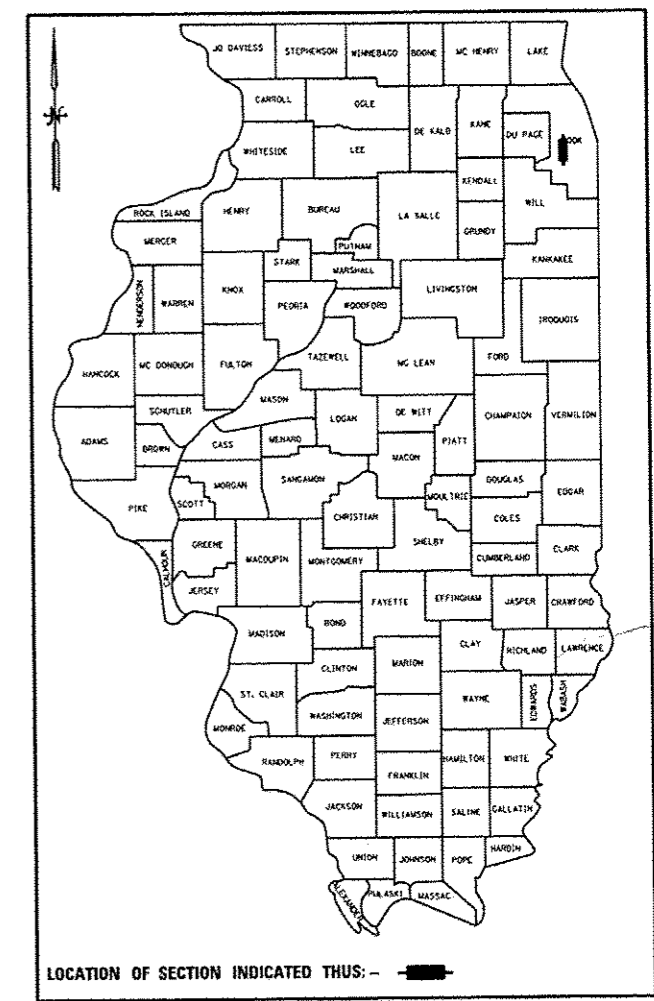 JO DAVIESS STEPHENSON WINNEBAGO BOONE MC HENRY LAKE
CARROLL OGLE DE KALB KANE DU PAGE COOK
WHITESIDE LEE KENDALL WILL
ROCK ISLAND HENRY BUREAU LA SALLE GRUNDY
MERCER PUTNAM KANKAKEE
STARK MARSHALL
HENDERSON WARREN KNOX PEORIA WOODFORD LIVINGSTON IROQUOIS
HANCOCK MC DONOUGH FULTON TAZEWELL MC LEAN FORD
SCHUYLER MASON LOGAN DE WITT CHAMPAIGN VERMILION
ADAMS BROWN CASS MENARD MACON PIATT
PIKE SCOTT MORGAN SANGAMON MOULTRIE DOUGLAS EDGAR
CHRISTIAN COLES
CALHOUN GREENE MACOUPIN MONTGOMERY SHELBY CUMBERLAND CLARK
JERSEY FAYETTE EFFINGHAM JASPER CRAWFORD
MADISON BOND CLAY RICHLAND LAWRENCE
CLINTON MARION
ST. CLAIR WAYNE EDWARDS WABASH
MONROE WASHINGTON JEFFERSON
RANDOLPH PERRY HAMILTON WHITE
FRANKLIN
JACKSON WILLIAMSON SALINE GALLATIN
UNION JOHNSON POPE HARDIN
ALEXANDER PULASKI MASSAC
LOCATION OF SECTION INDICATED THUS: –